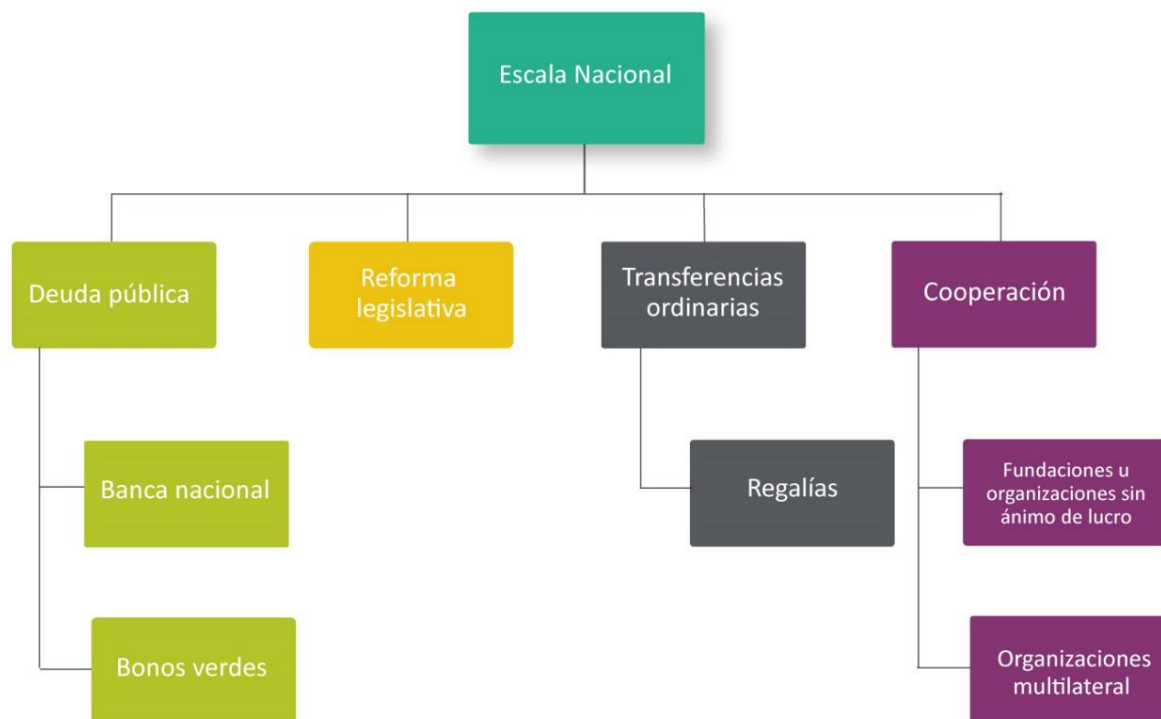 Escala Nacional
Deuda pública
Reforma
legislativa
Transferencias
ordinarias
Cooperación
Banca nacional
Regalías
Fundaciones u
organizaciones sin
ánimo de lucro
Bonos verdes
Organizaciones
multilateral